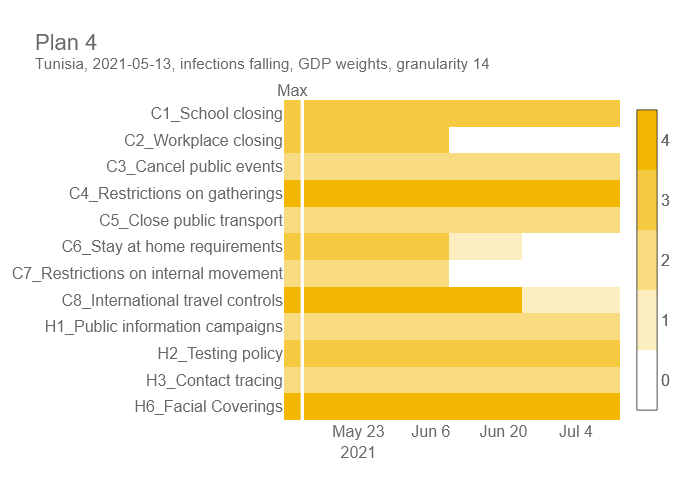 Plan 4
Tunisia, 2021-05-13, infections falling, GDP weights, granularity 14
Max
C1_School closing
C2_Workplace closing
C3_Cancel public events
C4_Restrictions on gatherings
C5_Close public transport
C6_Stay at home requirements
C7_Restrictions on internal movement
C8_International travel controls
H1_Public information campaigns
H2_Testing policy
H3_Contact tracing
H6_Facial Coverings
4
3
2
1
0
May 23 Jun 6 Jun 20 Jul 4
2021